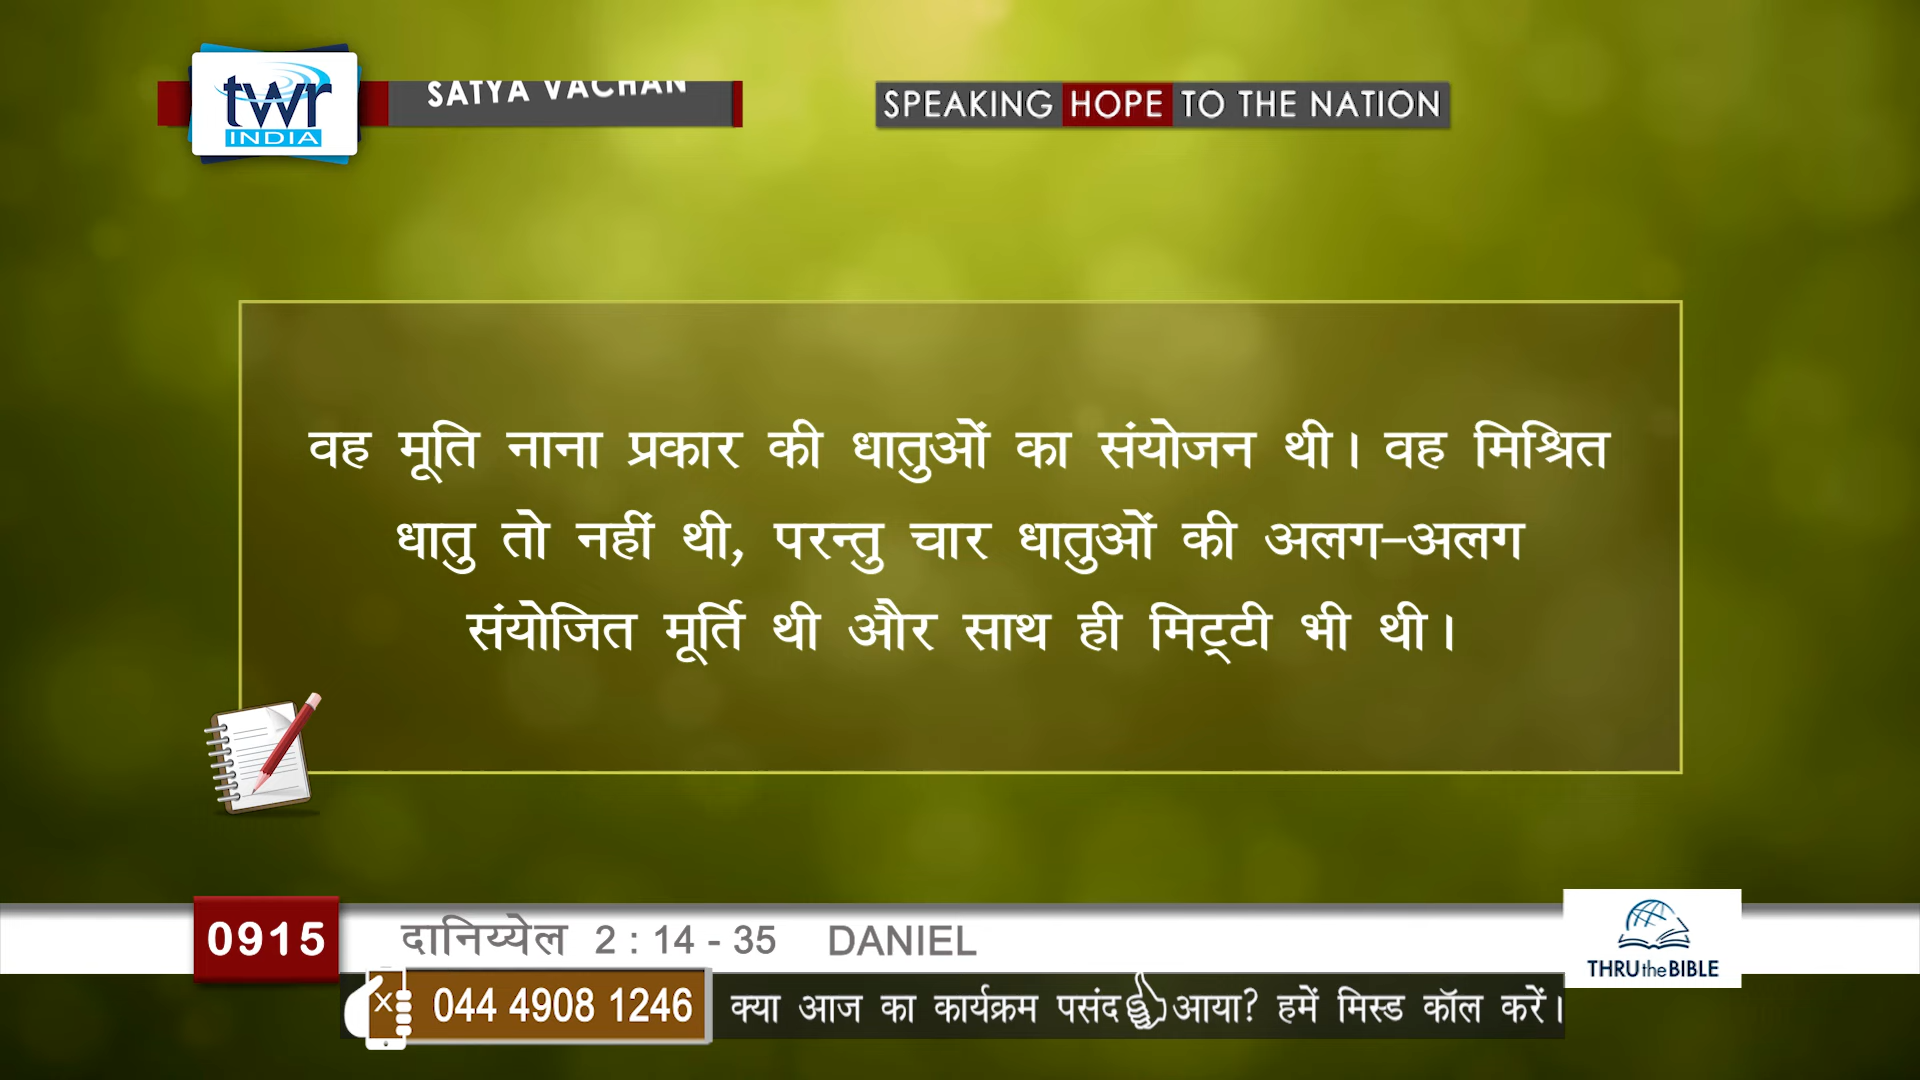 twr
INDIA
SATYA VACHAN
SPEAKING HOPE TO THE NATION
वह मूति नाना प्रकार की धातुओं का संयोजन थी। वह मिश्रित
धातु तो नहीं थी, परन्तु चार धातुओं की अलग-अलग
संयोजित मूर्ति थी और साथ ही मिट्टी भी थी।
0915
दानिय्येल 2 : 14 - 35 DANIEL
THRU the BIBLE
X
044 4908 1246
क्या आज का कार्यक्रम पसंद आया? हमें मिस्ड कॉल करें।